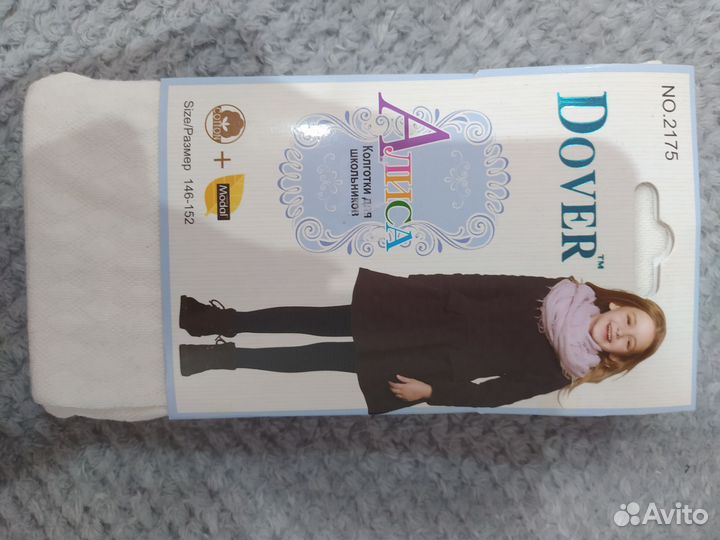 NO.2175
DOVER™
АЛИСА
Колготки для
школьников
cotton
+
Modal
Size/Размер 146-152
Avito